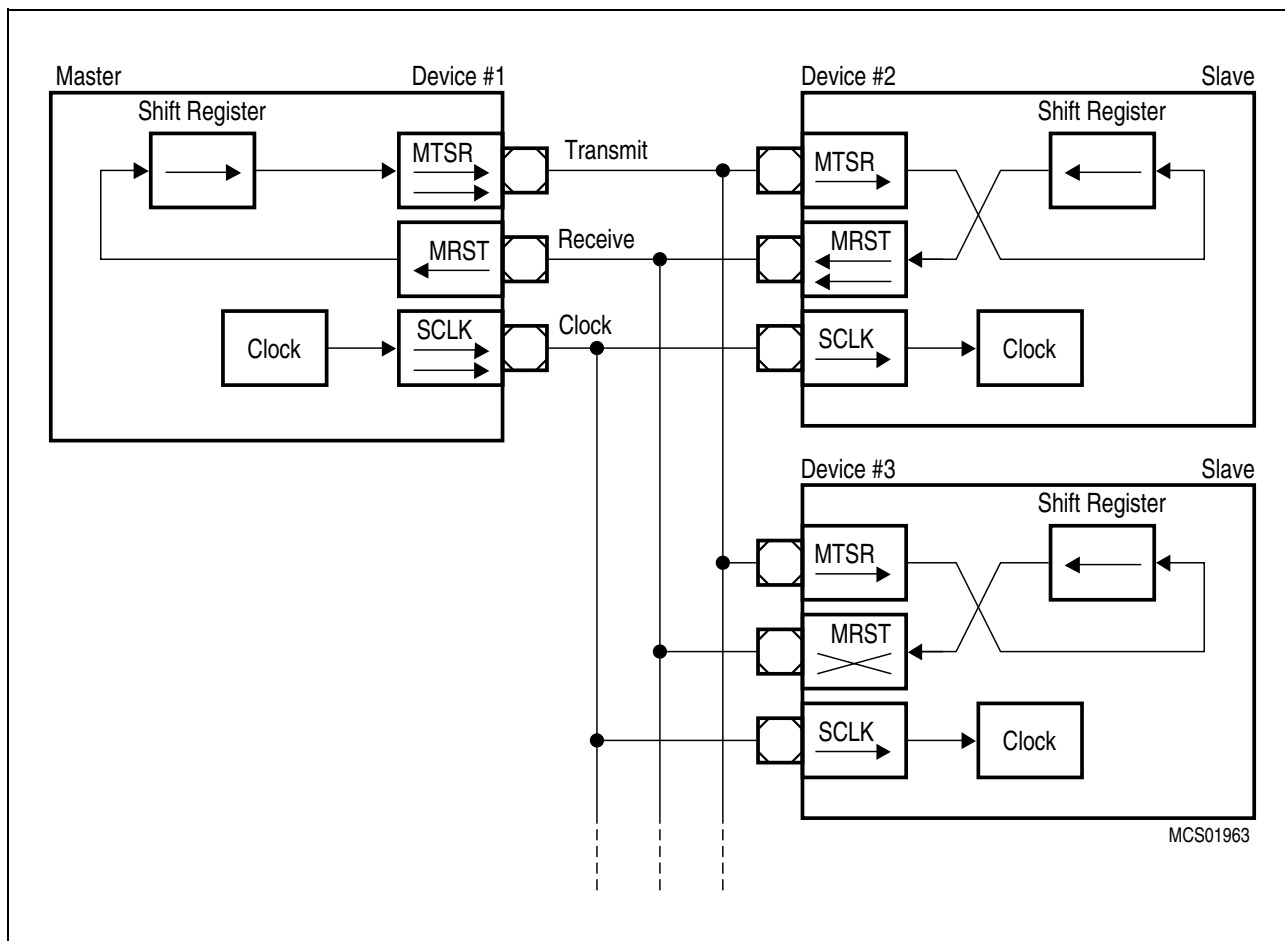 Master
Device #1
Shift Register
MTSR
Transmit
MRST
Receive
Clock
SCLK
Clock
Device #2
Slave
Shift Register
MTSR
MRST
SCLK
Clock
Device #3
Slave
Shift Register
MTSR
MRST
SCLK
Clock
MCS01963